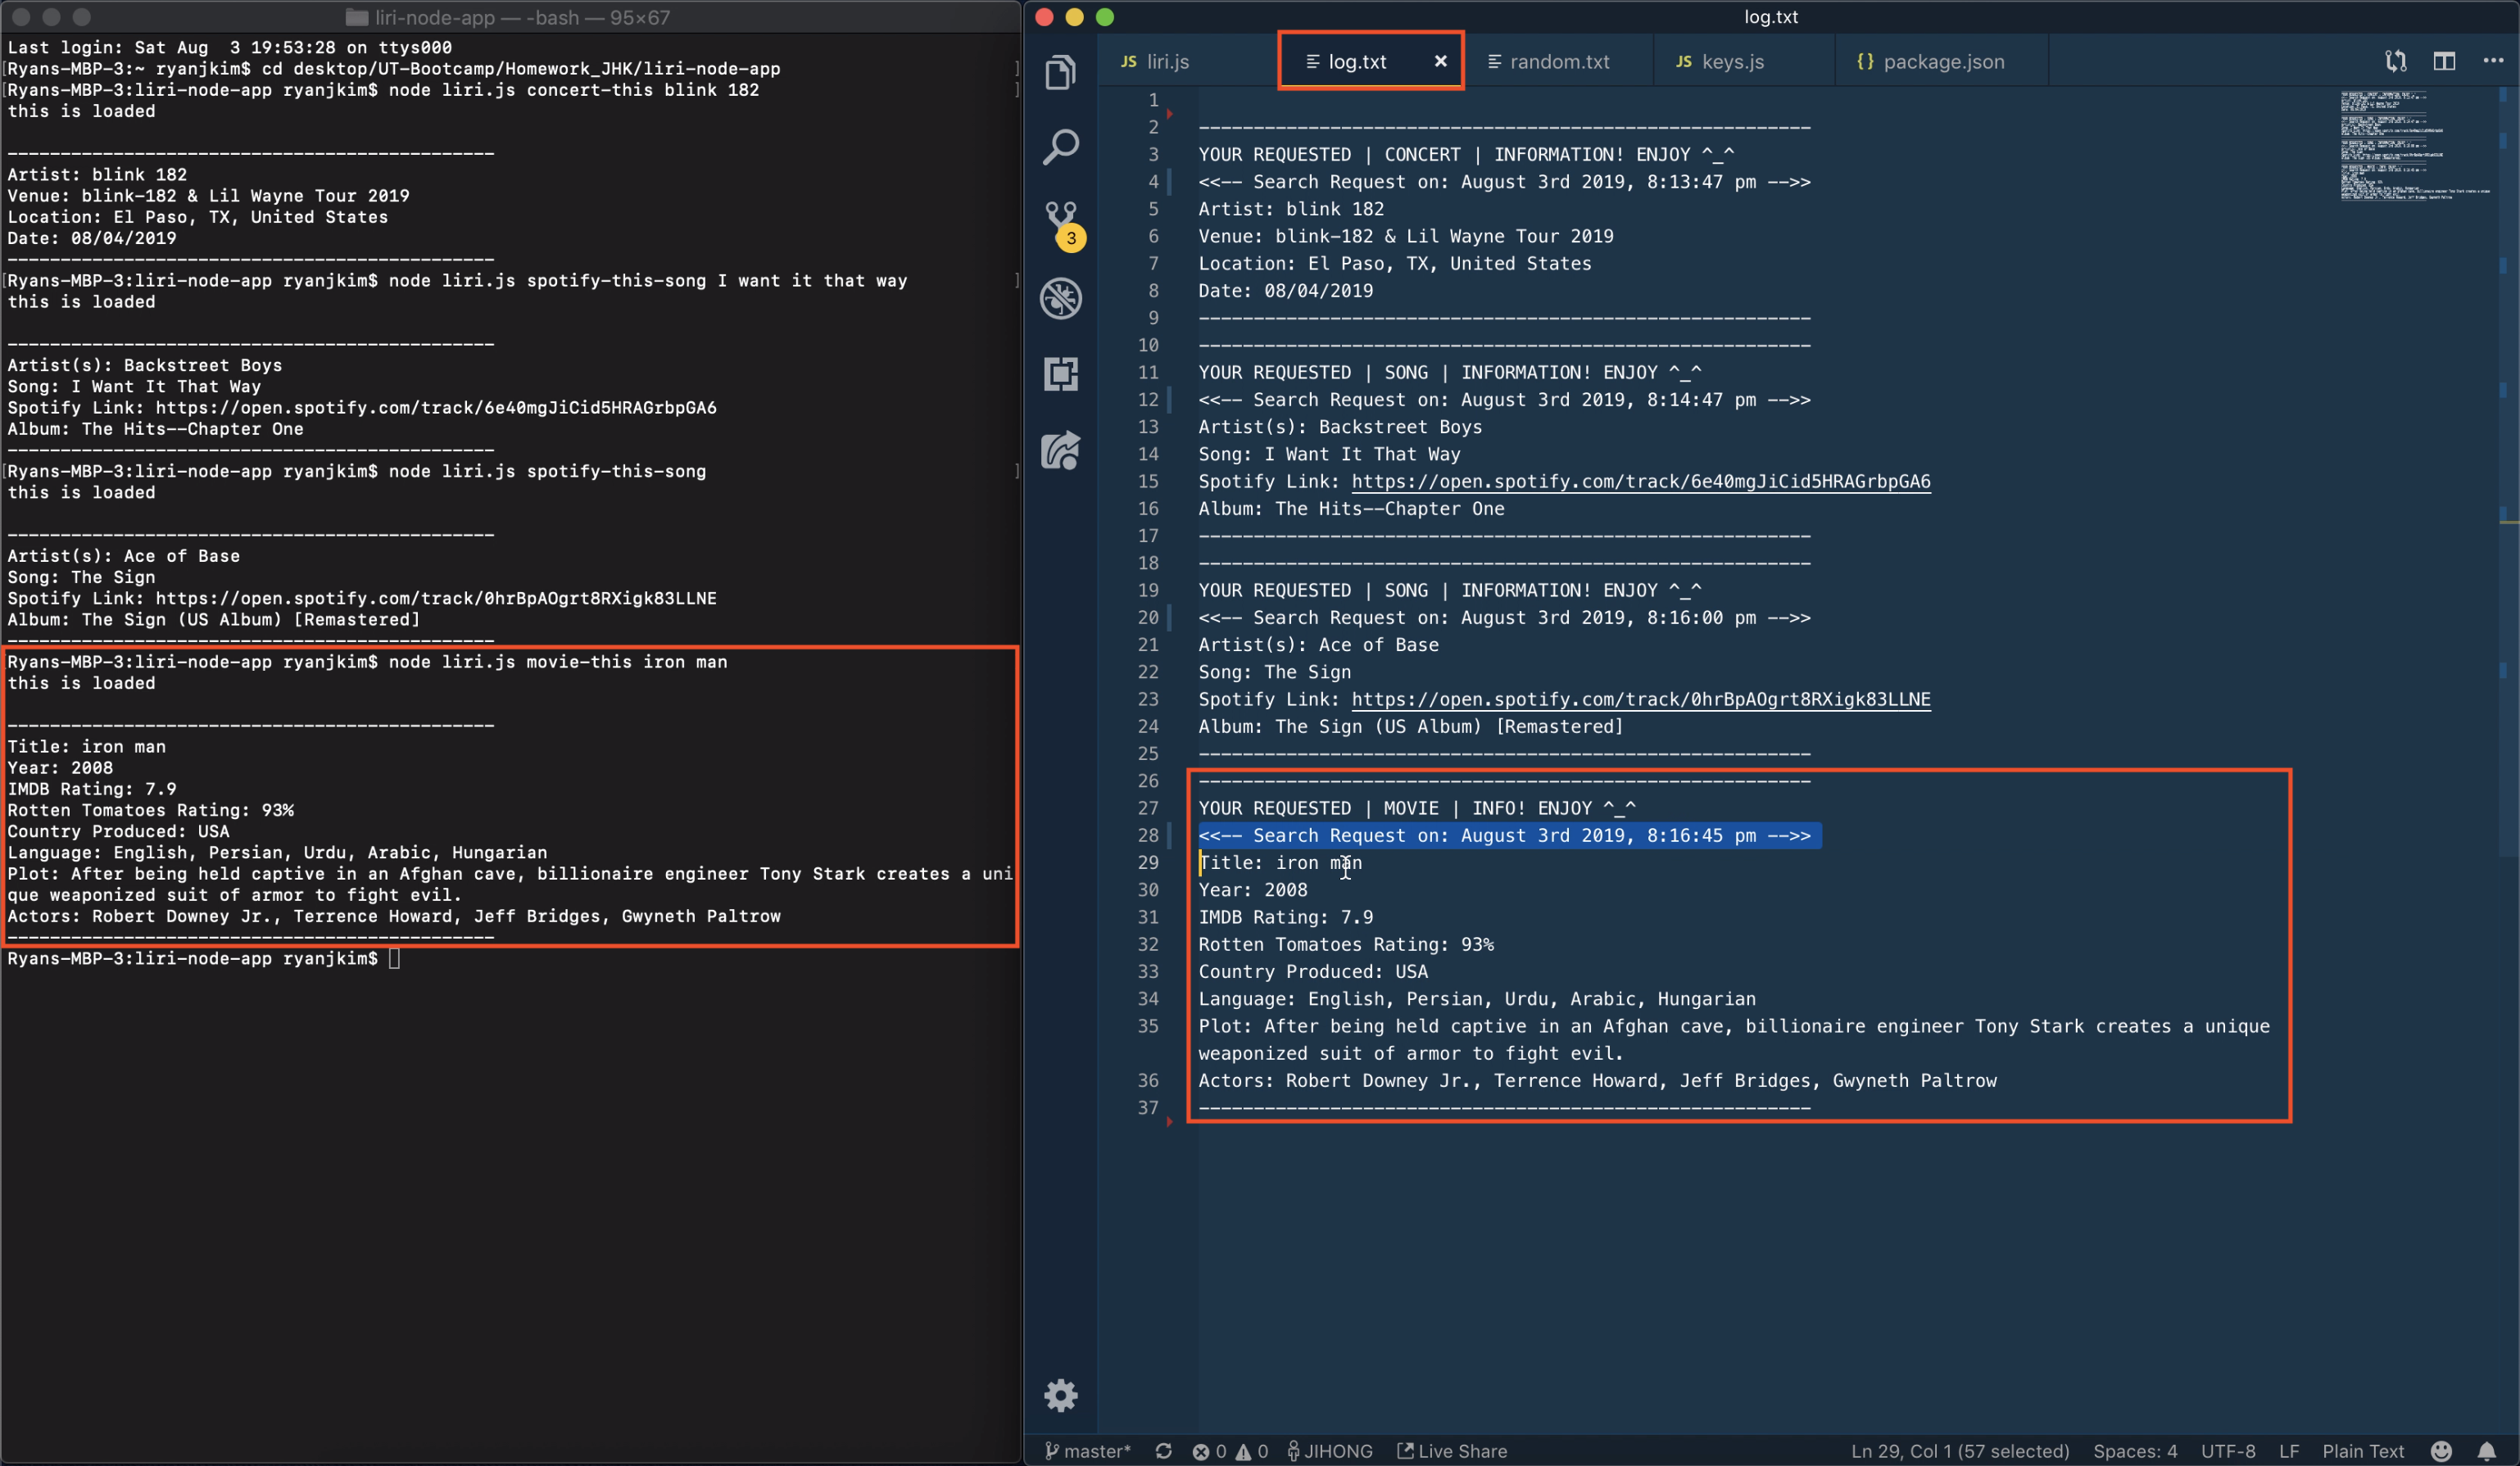 liri-node-app — -bash — 95×67
Last login: Sat Aug  3 19:53:28 on ttys000
[Ryans-MBP-3:~ ryanjkim$ cd desktop/UT-Bootcamp/Homework_JHK/liri-node-app ]
[Ryans-MBP-3:liri-node-app ryanjkim$ node liri.js concert-this blink 182 ]
this is loaded
----------------------------------------------
Artist: blink 182
Venue: blink-182 & Lil Wayne Tour 2019
Location: El Paso, TX, United States
Date: 08/04/2019
----------------------------------------------
[Ryans-MBP-3:liri-node-app ryanjkim$ node liri.js spotify-this-song I want it that way ]
this is loaded
----------------------------------------------
Artist(s): Backstreet Boys
Song: I Want It That Way
Spotify Link: https://open.spotify.com/track/6e40mgJiCid5HRAGrbpGA6
Album: The Hits--Chapter One
----------------------------------------------
[Ryans-MBP-3:liri-node-app ryanjkim$ node liri.js spotify-this-song ]
this is loaded
----------------------------------------------
Artist(s): Ace of Base
Song: The Sign
Spotify Link: https://open.spotify.com/track/0hrBpAOgrt8RXigk83LLNE
Album: The Sign (US Album) [Remastered]
----------------------------------------------
Ryans-MBP-3:liri-node-app ryanjkim$ node liri.js movie-this iron man
this is loaded
----------------------------------------------
Title: iron man
Year: 2008
IMDB Rating: 7.9
Rotten Tomatoes Rating: 93%
Country Produced: USA
Language: English, Persian, Urdu, Arabic, Hungarian
Plot: After being held captive in an Afghan cave, billionaire engineer Tony Stark creates a uni
que weaponized suit of armor to fight evil.
Actors: Robert Downey Jr., Terrence Howard, Jeff Bridges, Gwyneth Paltrow
----------------------------------------------
Ryans-MBP-3:liri-node-app ryanjkim$
log.txt
JS liri.js
log.txt ×
random.txt
JS keys.js
{} package.json
3
1
2 --------------------------------------------------------
3 YOUR REQUESTED | CONCERT | INFORMATION! ENJOY ^_^
4 <<-- Search Request on: August 3rd 2019, 8:13:47 pm -->>
5 Artist: blink 182
6 Venue: blink-182 & Lil Wayne Tour 2019
7 Location: El Paso, TX, United States
8 Date: 08/04/2019
9 --------------------------------------------------------
10 --------------------------------------------------------
11 YOUR REQUESTED | SONG | INFORMATION! ENJOY ^_^
12 <<-- Search Request on: August 3rd 2019, 8:14:47 pm -->>
13 Artist(s): Backstreet Boys
14 Song: I Want It That Way
15 Spotify Link: https://open.spotify.com/track/6e40mgJiCid5HRAGrbpGA6
16 Album: The Hits--Chapter One
17 --------------------------------------------------------
18 --------------------------------------------------------
19 YOUR REQUESTED | SONG | INFORMATION! ENJOY ^_^
20 <<-- Search Request on: August 3rd 2019, 8:16:00 pm -->>
21 Artist(s): Ace of Base
22 Song: The Sign
23 Spotify Link: https://open.spotify.com/track/0hrBpAOgrt8RXigk83LLNE
24 Album: The Sign (US Album) [Remastered]
25 --------------------------------------------------------
26 --------------------------------------------------------
27 YOUR REQUESTED | MOVIE | INFO! ENJOY ^_^
28 <<-- Search Request on: August 3rd 2019, 8:16:45 pm -->>
29 Title: iron man
30 Year: 2008
31 IMDB Rating: 7.9
32 Rotten Tomatoes Rating: 93%
33 Country Produced: USA
34 Language: English, Persian, Urdu, Arabic, Hungarian
35 Plot: After being held captive in an Afghan cave, billionaire engineer Tony Stark creates a unique
weaponized suit of armor to fight evil.
36 Actors: Robert Downey Jr., Terrence Howard, Jeff Bridges, Gwyneth Paltrow
37 --------------------------------------------------------
master* 0 0 JIHONG Live Share Ln 29, Col 1 (57 selected) Spaces: 4 UTF-8 LF Plain Text